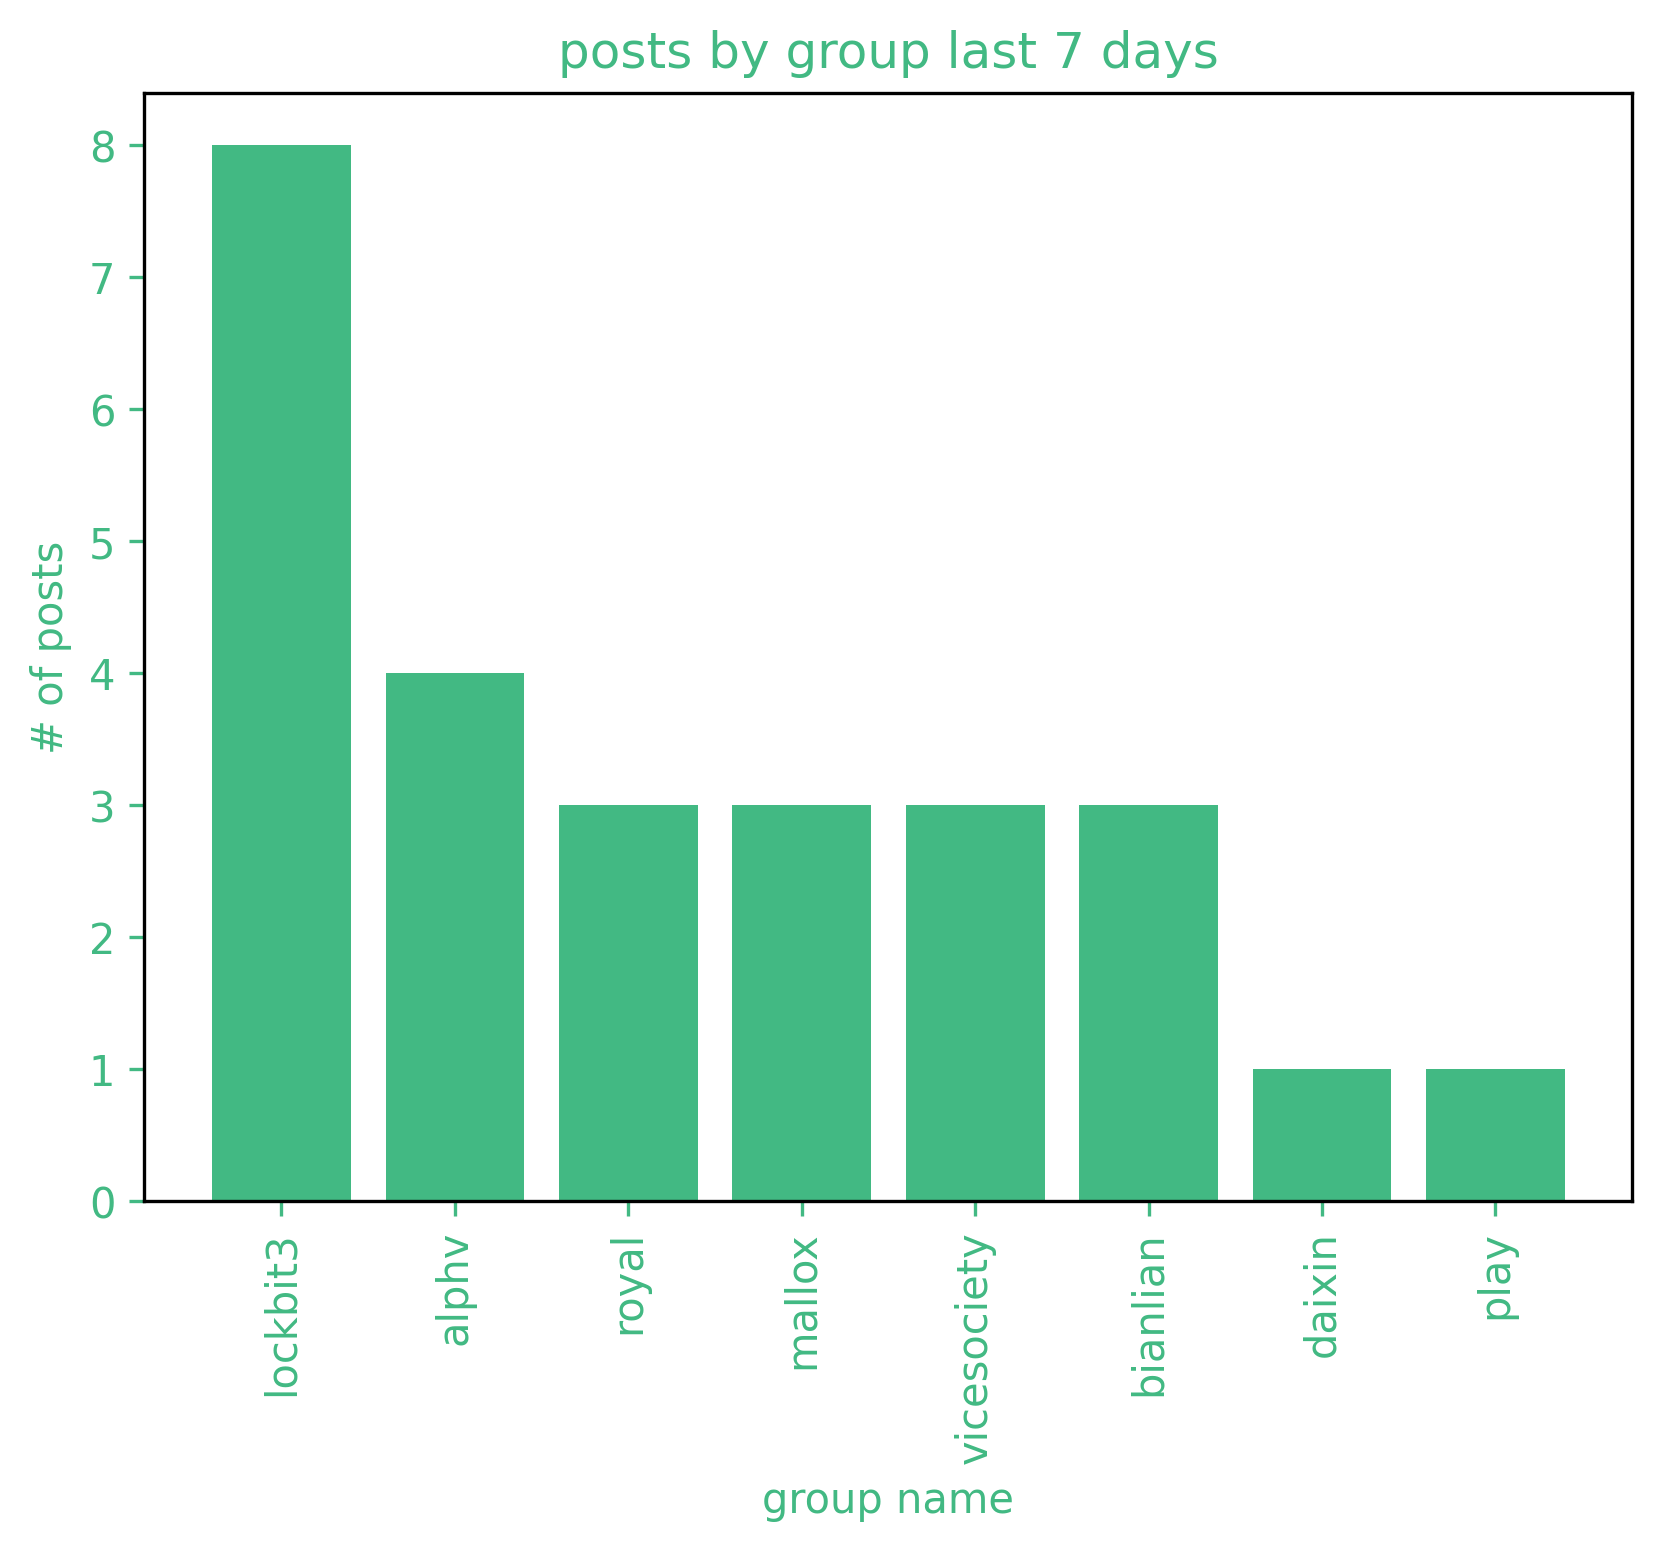 posts by group last 7 days
8
7
6
5
4
3
2
1
0
# of posts
lockbit3
alphv
royal
mallox
vicesociety
bianlian
daixin
play
group name